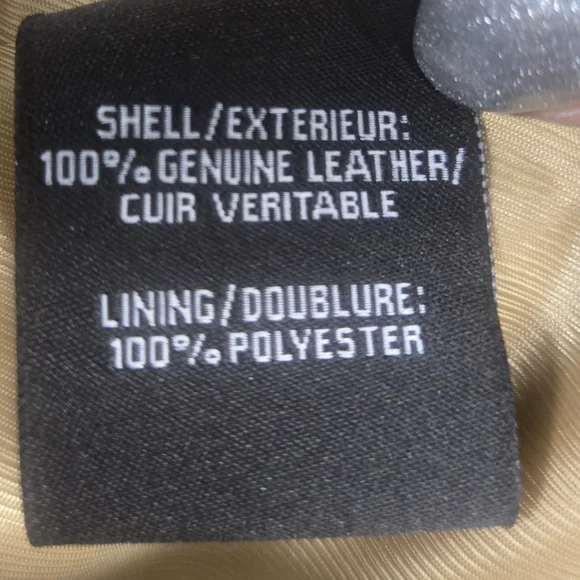 SHELL/EXTERIEUR:
100% GENUINE LEATHER/
CUIR VERITABLE
LINING/DOUBLURE:
100% POLYESTER